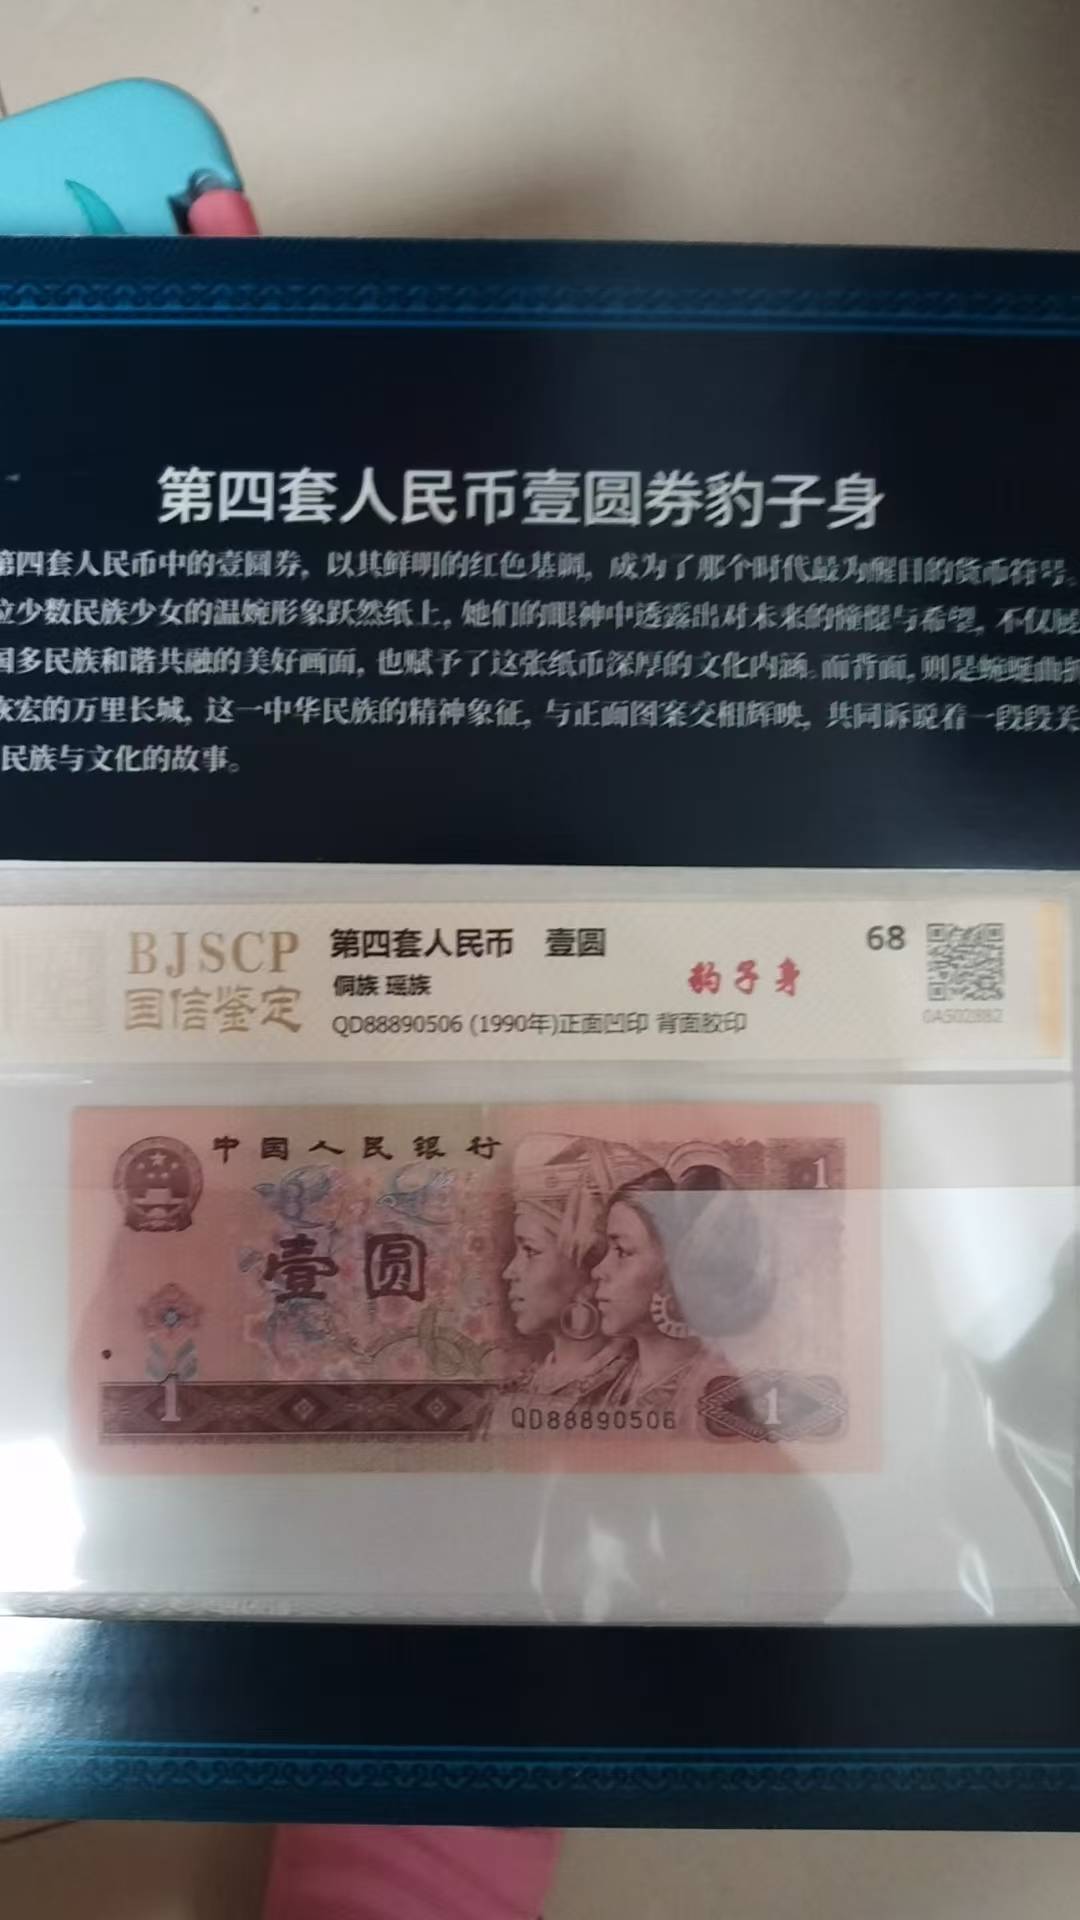 第四套人民币壹圆券豹子身
第四套人民币中的壹圆券，以其鲜明的红色基调，成为了那个时代最为醒目的货币符号。
位少数民族少女的温婉形象跃然纸上，她们的眼神中透露出对未来的憧憬与希望，不仅展
国多民族和谐共融的美好画面，也赋予了这张纸币深厚的文化内涵。而背面，则是蜿蜒曲折
恢宏的万里长城，这一中华民族的精神象征，与正面图案交相辉映，共同诉说着一段段关
民族与文化的故事。
BJSCP
国信鉴定
第四套人民币 壹圆
侗族 瑶族
豹子身
QD88890506 (1990年)正面凹印 背面胶印
68
0A502882
中国人民银行
1
壹圆
1
QD88890506
1